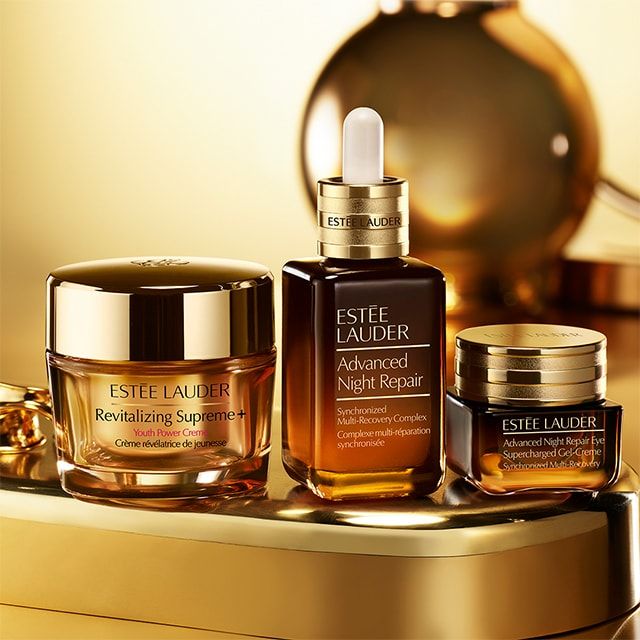 ESTĒE LAUDER
Revitalizing Supreme+
Youth Power Creme
Crème révélatrice de jeunesse
ESTĒE LAUDER
ESTĒE
LAUDER
Advanced
Night Repair
Synchronized
Multi-Recovery Complex
Complexe multi-réparation
synchronisée
ESTĒE LAUDER
Advanced Night Repair Eye
Supercharged Gel-Creme
Synchronized Multi-Recovery